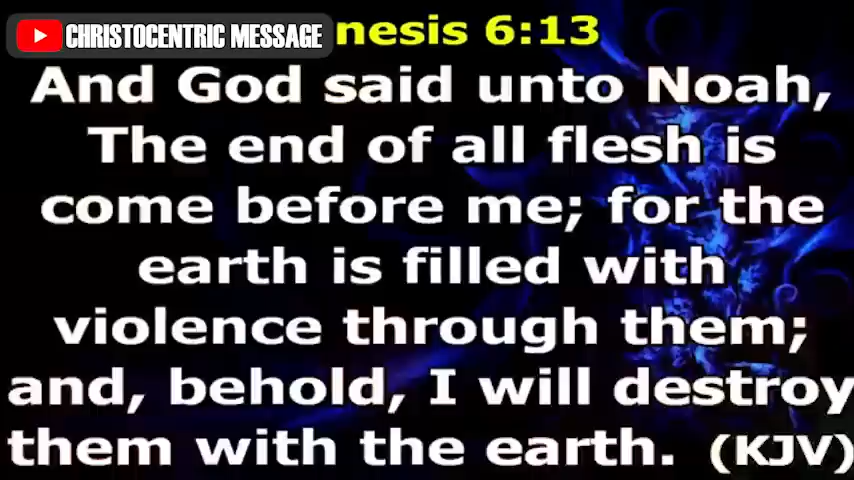 CHRISTOCENTRIC MESSAGE nesis 6:13
And God said unto Noah,
The end of all flesh is
come before me; for the
earth is filled with
violence through them;
and, behold, I will destroy
them with the earth. (KJV)